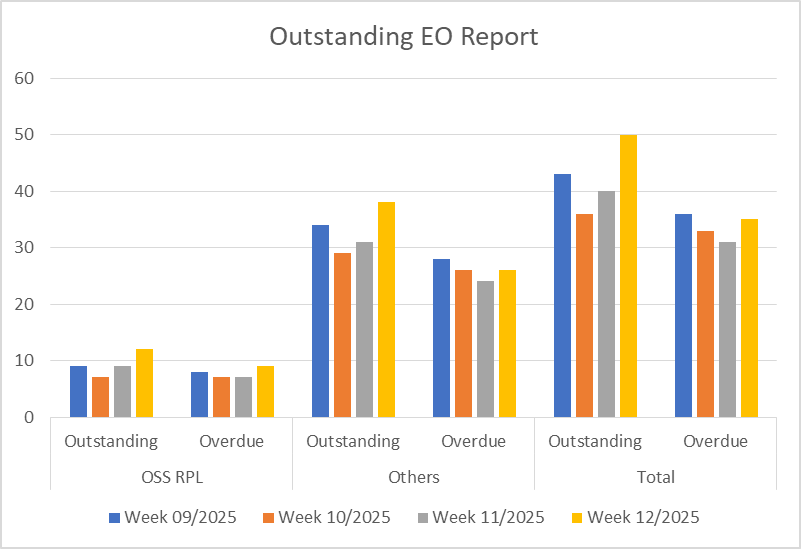 Outstanding EO Report
60
50
40
30
20
10
0
Outstanding Overdue Outstanding Overdue Outstanding Overdue
OSS RPL Others Total
Week 09/2025 Week 10/2025 Week 11/2025 Week 12/2025